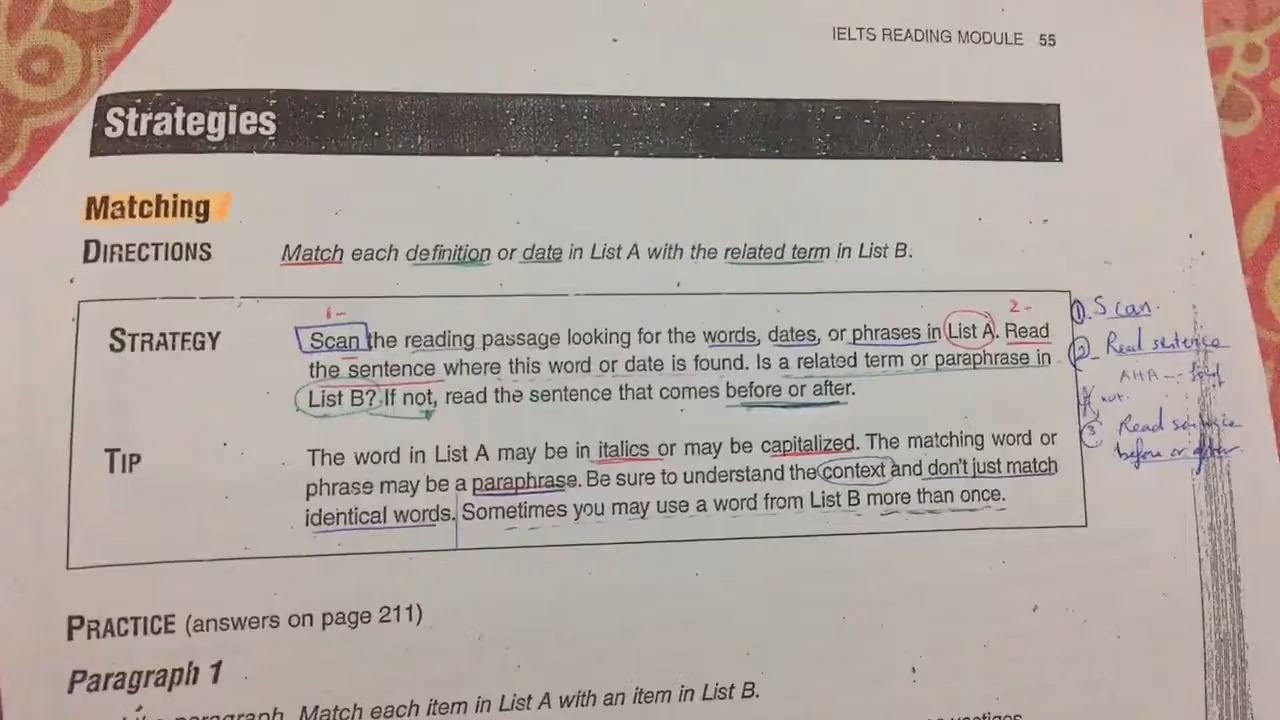 IELTS READING MODULE 55
Strategies
Matching
DIRECTIONS Match each definition or date in List A with the related term in List B.
1- 2-
STRATEGY Scan the reading passage looking for the words, dates, or phrases in List A. Read
the sentence where this word or date is found. Is a related term or paraphrase in
List B? If not, read the sentence that comes before or after.
TIP The word in List A may be in italics or may be capitalized. The matching word or
phrase may be a paraphrase. Be sure to understand the context and don't just match
identical words. Sometimes you may use a word from List B more than once.
① Scan.
② Read sentence
not.
③ Read
before or after
PRACTICE (answers on page 211)
Paragraph 1
paragraph. Match each item in List A with an item in List B.